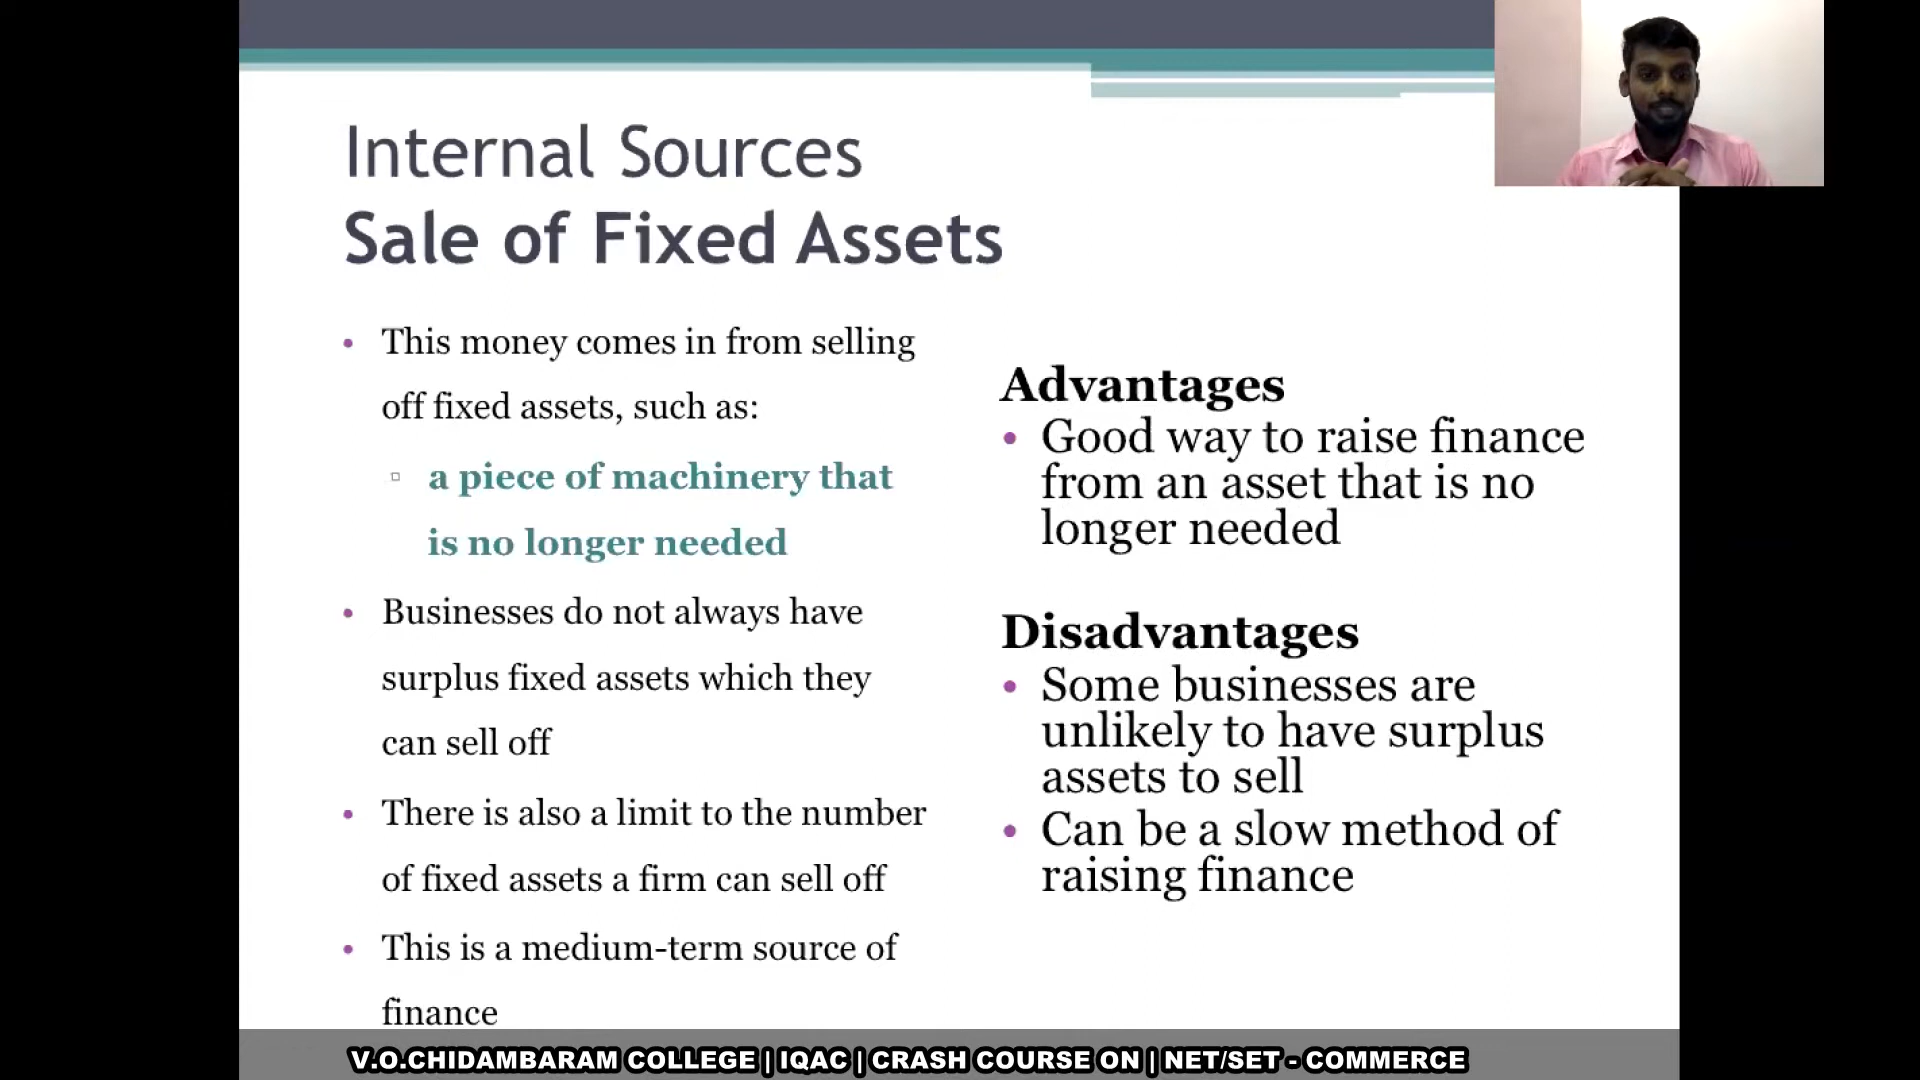 Internal Sources
Sale of Fixed Assets
• This money comes in from selling
off fixed assets, such as:
▫ a piece of machinery that
is no longer needed
• Businesses do not always have
surplus fixed assets which they
can sell off
• There is also a limit to the number
of fixed assets a firm can sell off
• This is a medium-term source of
finance
Advantages
• Good way to raise finance
from an asset that is no
longer needed
Disadvantages
• Some businesses are
unlikely to have surplus
assets to sell
• Can be a slow method of
raising finance
V.O.CHIDAMBARAM COLLEGE | IQAC | CRASH COURSE ON | NET/SET - COMMERCE